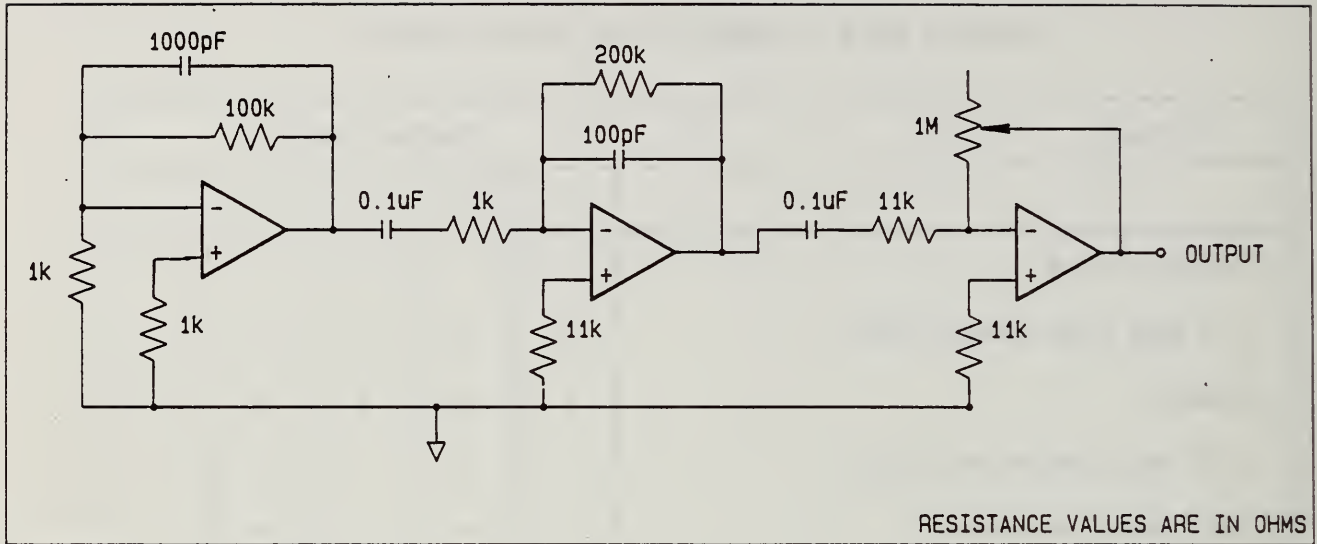 1000pF
100k
-
+
1k
1k
0.1uF
1k
200k
100pF
-
+
11k
0.1uF
11k
1M
-
+
11k
OUTPUT
RESISTANCE VALUES ARE IN OHMS